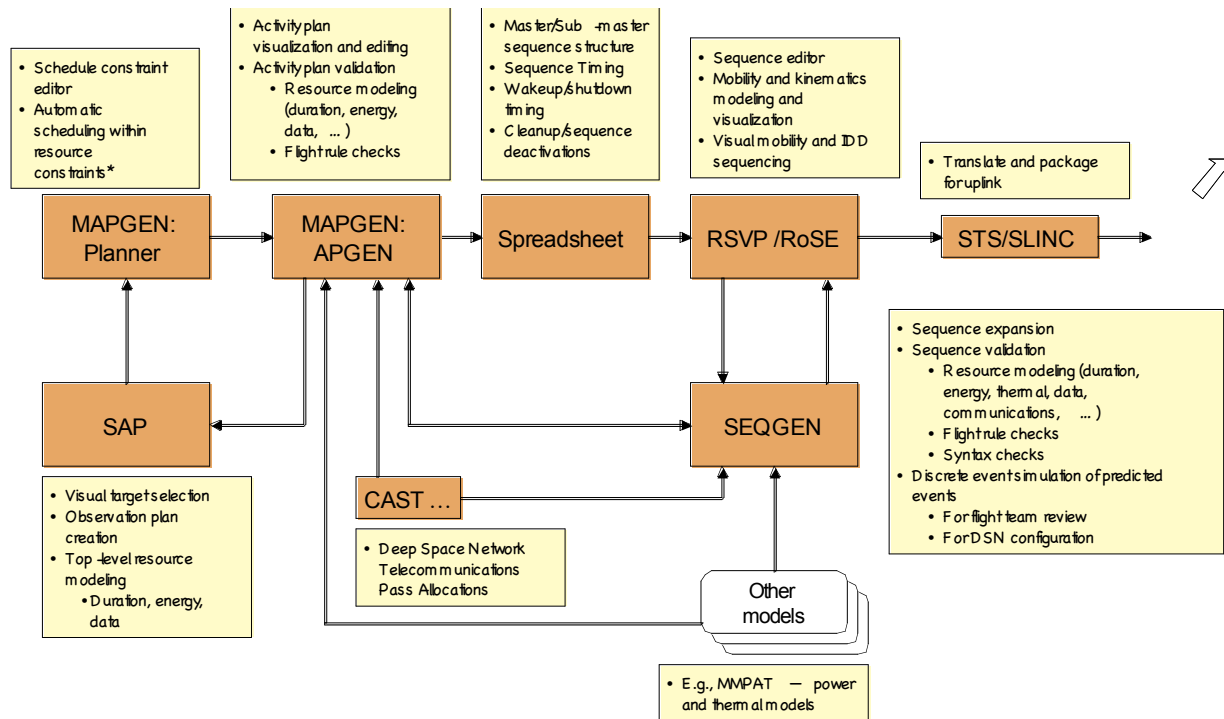 • Schedule constraint
editor
• Automatic
scheduling within
resource
constraints*
• Activity plan
visualization and editing
• Activity plan validation
• Resource modeling
(duration, energy,
data, ... )
• Flight rule checks
• Master/Sub -master
sequence structure
• Sequence Timing
• Wakeup/shutdown
timing
• Cleanup/sequence
deactivations
• Sequence editor
• Mobility and kinematics
modeling and
visualization
• Visual mobility and IDD
sequencing
• Translate and package
for uplink
MAPGEN:
Planner
MAPGEN:
APGEN
Spreadsheet
RSVP /RoSE
STS/SLINC
SAP
CAST ...
SEQGEN
• Sequence expansion
• Sequence validation
• Resource modeling (duration,
energy, thermal, data,
communications, ... )
• Flight rule checks
• Syntax checks
• Discrete event simulation of predicted
events
• For flight team review
• For DSN configuration
• Visual target selection
• Observation plan
creation
• Top -level resource
modeling
• Duration, energy,
data
• Deep Space Network
Telecommunications
Pass Allocations
Other
models
• E.g., MMPAT — power
and thermal models